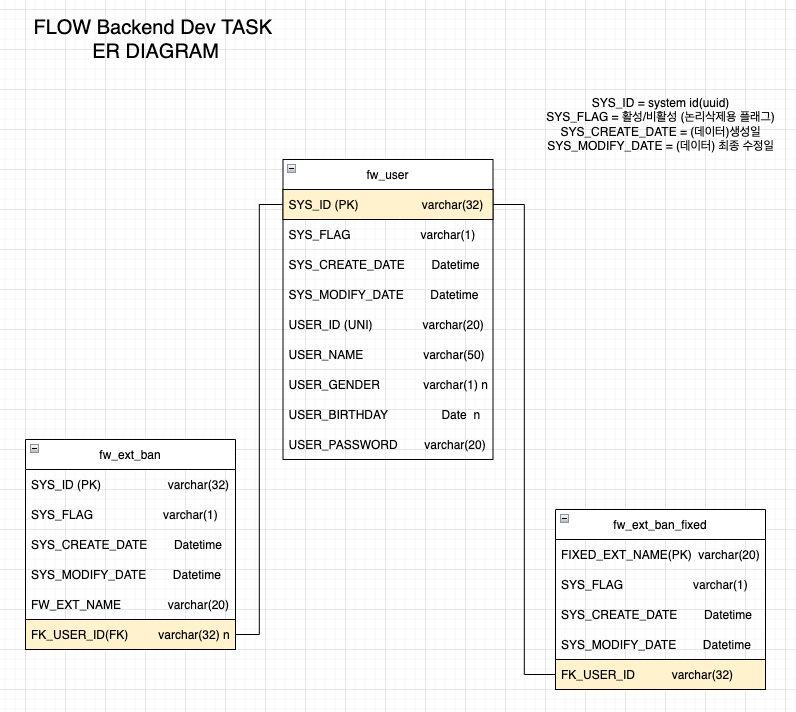 FLOW Backend Dev TASK
ER DIAGRAM
SYS_ID = system id(uuid)
SYS_FLAG = 활성/비활성 (논리삭제용 플래그)
SYS_CREATE_DATE = (데이터)생성일
SYS_MODIFY_DATE = (데이터) 최종 수정일
fw_user
SYS_ID (PK) varchar(32)
SYS_FLAG varchar(1)
SYS_CREATE_DATE Datetime
SYS_MODIFY_DATE Datetime
USER_ID (UNI) varchar(20)
USER_NAME varchar(50)
USER_GENDER varchar(1) n
USER_BIRTHDAY Date n
USER_PASSWORD varchar(20)
fw_ext_ban
SYS_ID (PK) varchar(32)
SYS_FLAG varchar(1)
SYS_CREATE_DATE Datetime
SYS_MODIFY_DATE Datetime
FW_EXT_NAME varchar(20)
FK_USER_ID(FK) varchar(32) n
fw_ext_ban_fixed
FIXED_EXT_NAME(PK) varchar(20)
SYS_FLAG varchar(1)
SYS_CREATE_DATE Datetime
SYS_MODIFY_DATE Datetime
FK_USER_ID varchar(32)